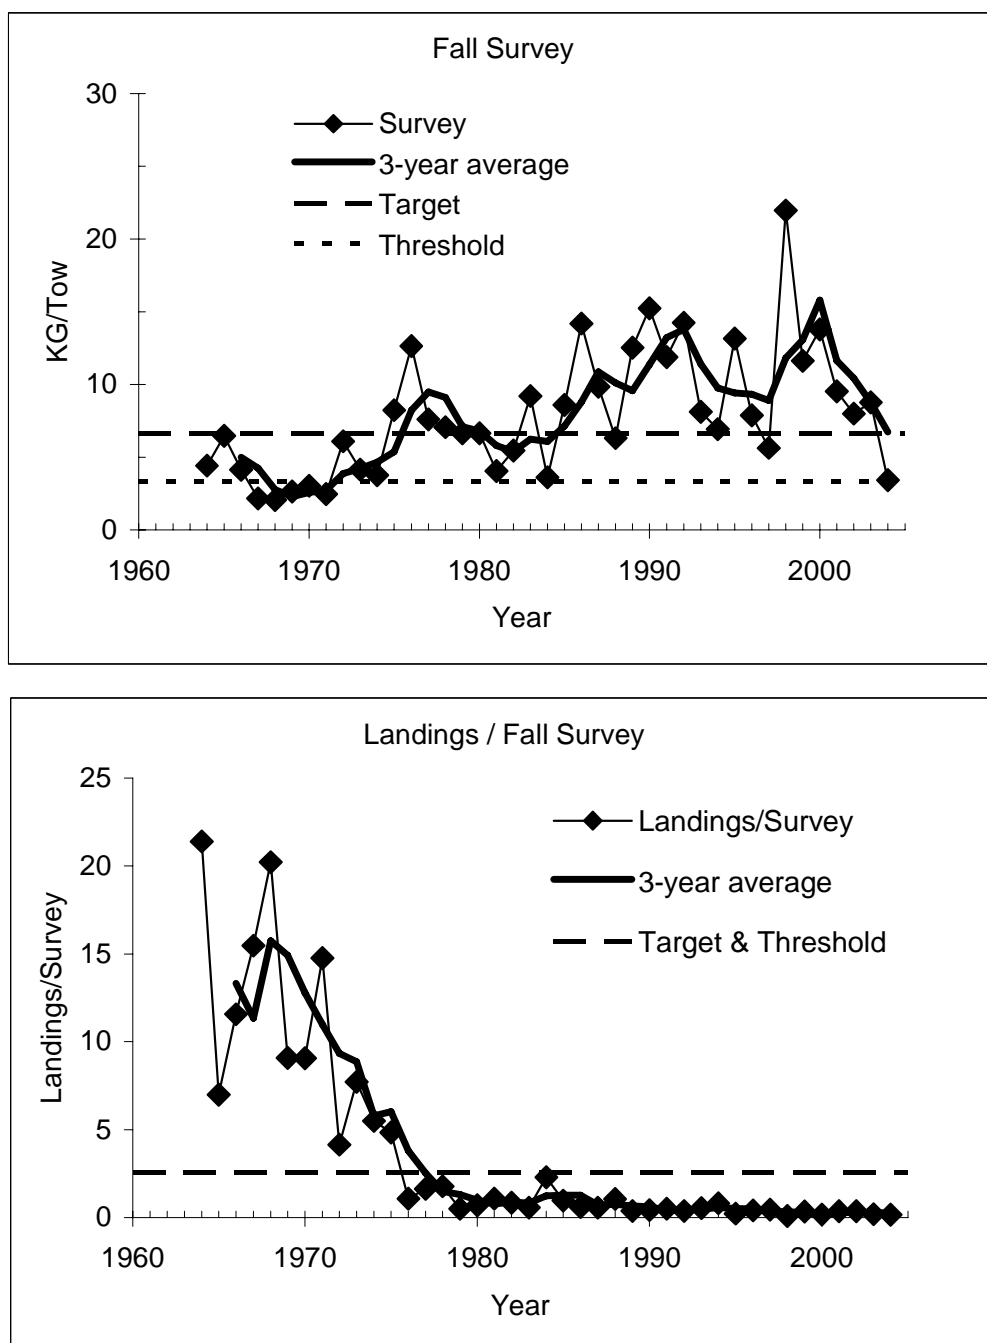 Fall Survey
30
20
10
0
KG/Tow
Survey
3-year average
Target
Threshold
1960 1970 1980 1990 2000
Year
Landings / Fall Survey
25
20
15
10
5
0
Landings/Survey
Landings/Survey
3-year average
Target & Threshold
1960 1970 1980 1990 2000
Year